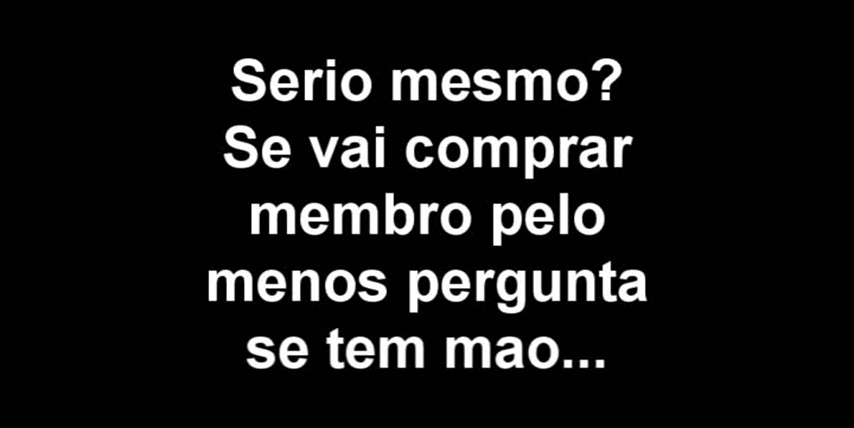 Serio mesmo?
Se vai comprar
membro pelo
menos pergunta
se tem mao...